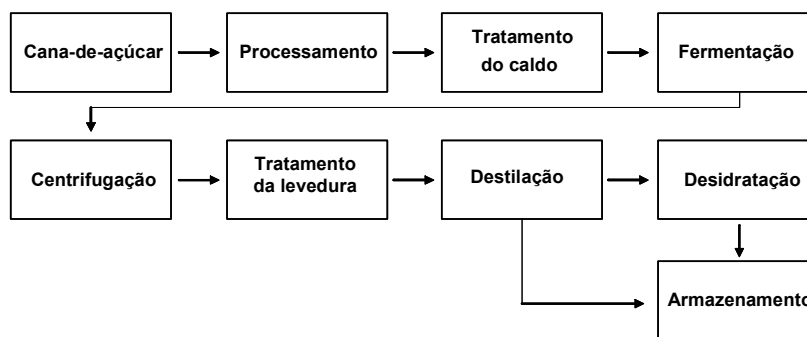 Cana-de-açúcar
Processamento
Tratamento
do caldo
Fermentação
Centrifugação
Tratamento
da levedura
Destilação
Desidratação
Armazenamento